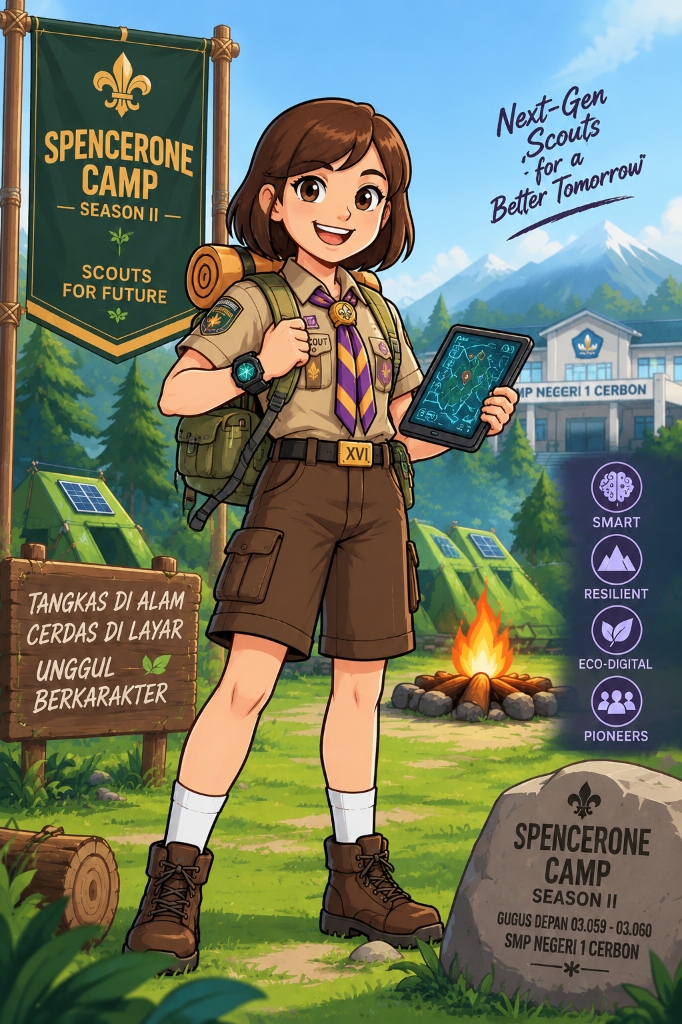 SPENCERONE
CAMP
SEASON II
SCOUTS
FOR FUTURE
Next-Gen
Scouts
for a
Better Tomorrow
SCOUT
XVI
SMP NEGERI 1 CERBON
SMART
RESILIENT
ECO-DIGITAL
PIONEERS
TANGKAS DI ALAM
CERDAS DI LAYAR
UNGGUL
BERKARAKTER
SPENCERONE
CAMP
SEASON II
GUGUS DEPAN 03.059 - 03.060
SMP NEGERI 1 CERBON